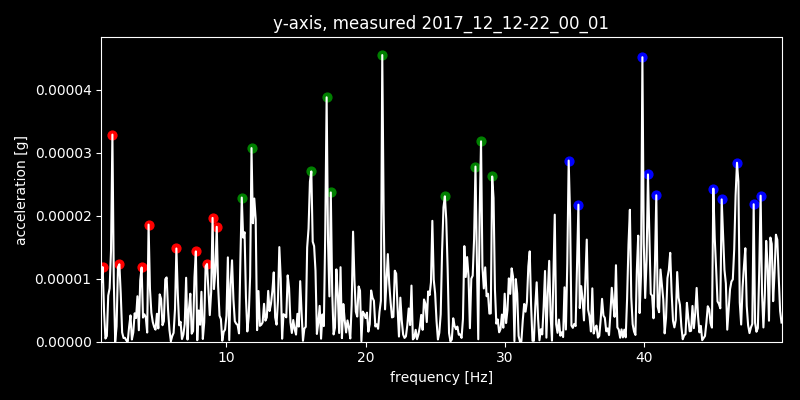 y-axis, measured 2017_12_12-22_00_01
acceleration [g]
0.00004
0.00003
0.00002
0.00001
0.00000
10 20 30 40
frequency [Hz]